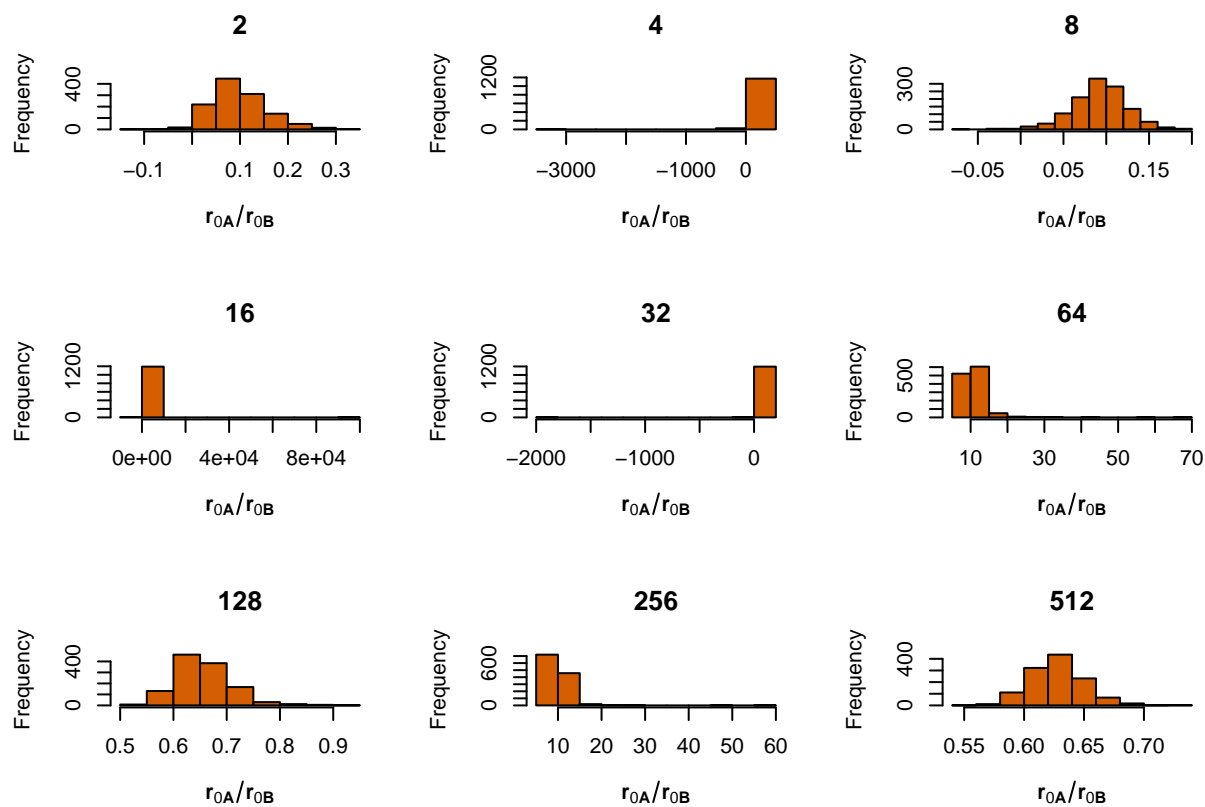 2 4 8
Frequency 0 400 Frequency 0 1200 Frequency 0 300
−0.1 0.1 0.2 0.3 −3000 −1000 0 −0.05 0.05 0.15
r0A/r0B r0A/r0B r0A/r0B
16 32 64
Frequency 0 1200 Frequency 0 1200 Frequency 0 500
0e+00 4e+04 8e+04 −2000 −1000 0 10 30 50 70
r0A/r0B r0A/r0B r0A/r0B
128 256 512
Frequency 0 400 Frequency 0 600 Frequency 0 400
0.5 0.6 0.7 0.8 0.9 10 20 30 40 50 60 0.55 0.60 0.65 0.70
r0A/r0B r0A/r0B r0A/r0B